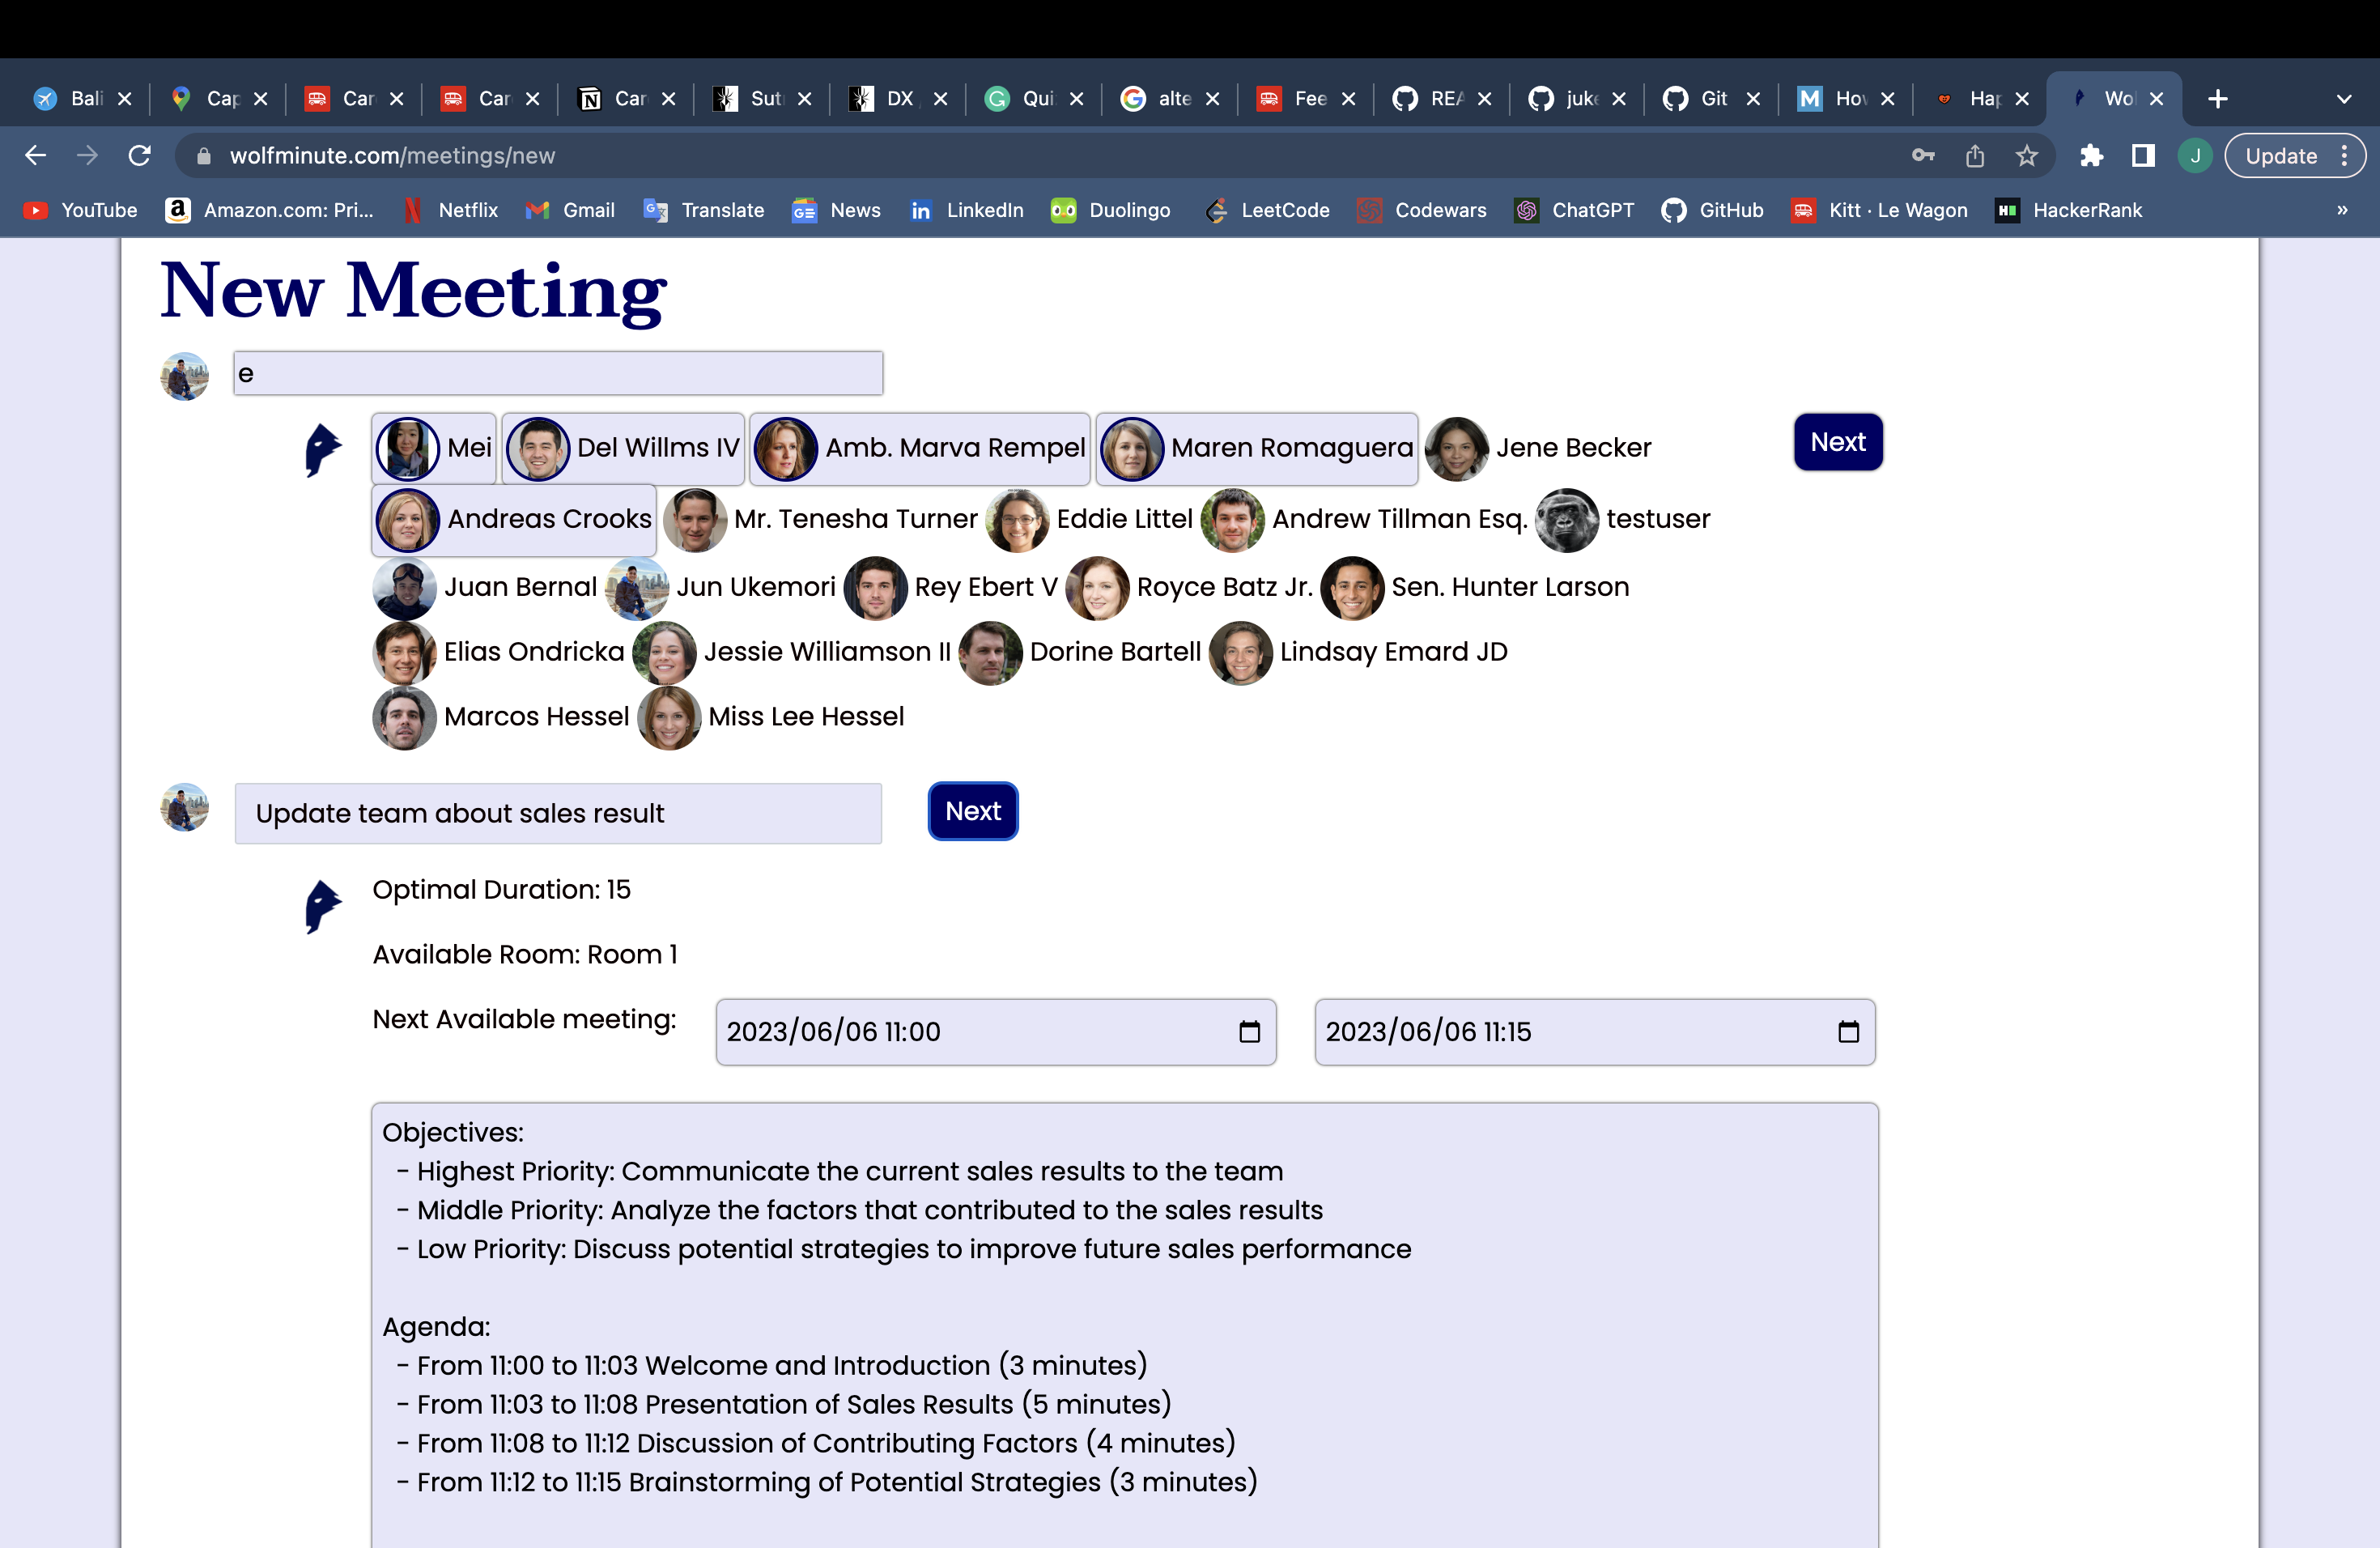 Bali Cap Car Car Car Sut DX Qui alte Fee REA juke Git Hov Hap Wol
wolfminute.com/meetings/new J Update
YouTube Amazon.com: Pri... Netflix Gmail Translate News LinkedIn Duolingo LeetCode Codewars ChatGPT GitHub Kitt · Le Wagon HackerRank »
New Meeting
e
Mei Del Willms IV Amb. Marva Rempel Maren Romaguera Jene Becker Next
Andreas Crooks Mr. Tenesha Turner Eddie Littel Andrew Tillman Esq. testuser
Juan Bernal Jun Ukemori Rey Ebert V Royce Batz Jr. Sen. Hunter Larson
Elias Ondricka Jessie Williamson II Dorine Bartell Lindsay Emard JD
Marcos Hessel Miss Lee Hessel
Update team about sales result Next
Optimal Duration: 15
Available Room: Room 1
Next Available meeting: 2023/06/06 11:00 2023/06/06 11:15
Objectives:
- Highest Priority: Communicate the current sales results to the team
- Middle Priority: Analyze the factors that contributed to the sales results
- Low Priority: Discuss potential strategies to improve future sales performance
Agenda:
- From 11:00 to 11:03 Welcome and Introduction (3 minutes)
- From 11:03 to 11:08 Presentation of Sales Results (5 minutes)
- From 11:08 to 11:12 Discussion of Contributing Factors (4 minutes)
- From 11:12 to 11:15 Brainstorming of Potential Strategies (3 minutes)